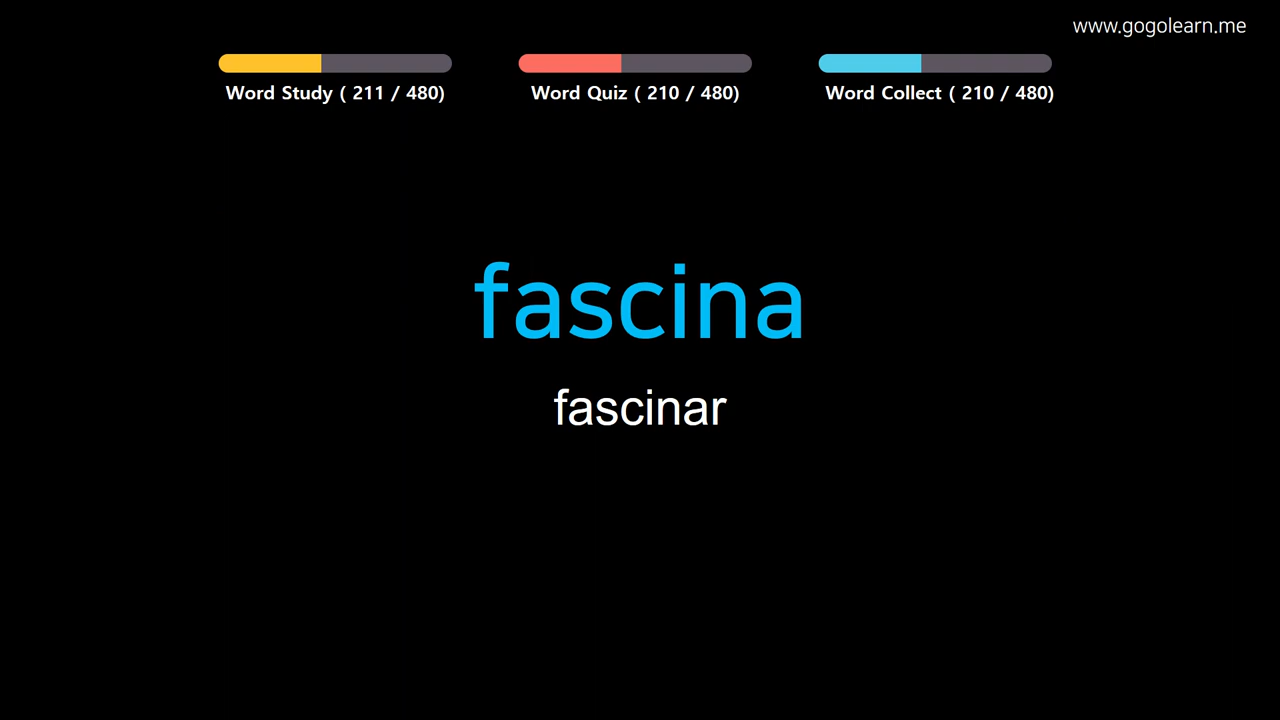 www.gogolearn.me
Word Study ( 211 / 480)
Word Quiz ( 210 / 480)
Word Collect ( 210 / 480)
fascina
fascinar